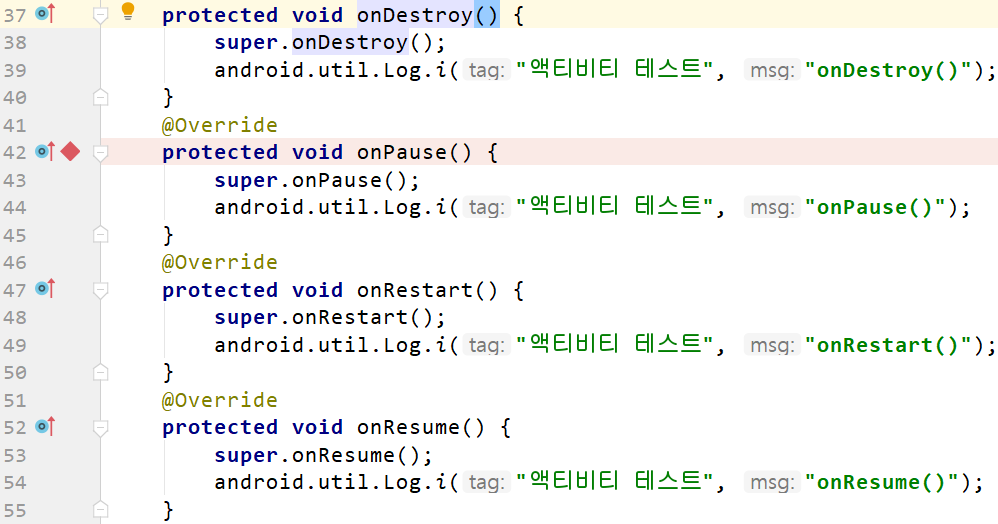 37 protected void onDestroy() {
38 super.onDestroy();
39 android.util.Log.i( tag: "액티비티 테스트", msg: "onDestroy()");
40 }
41 @Override
42 protected void onPause() {
43 super.onPause();
44 android.util.Log.i( tag: "액티비티 테스트", msg: "onPause()");
45 }
46 @Override
47 protected void onRestart() {
48 super.onRestart();
49 android.util.Log.i( tag: "액티비티 테스트", msg: "onRestart()");
50 }
51 @Override
52 protected void onResume() {
53 super.onResume();
54 android.util.Log.i( tag: "액티비티 테스트", msg: "onResume()");
55 }